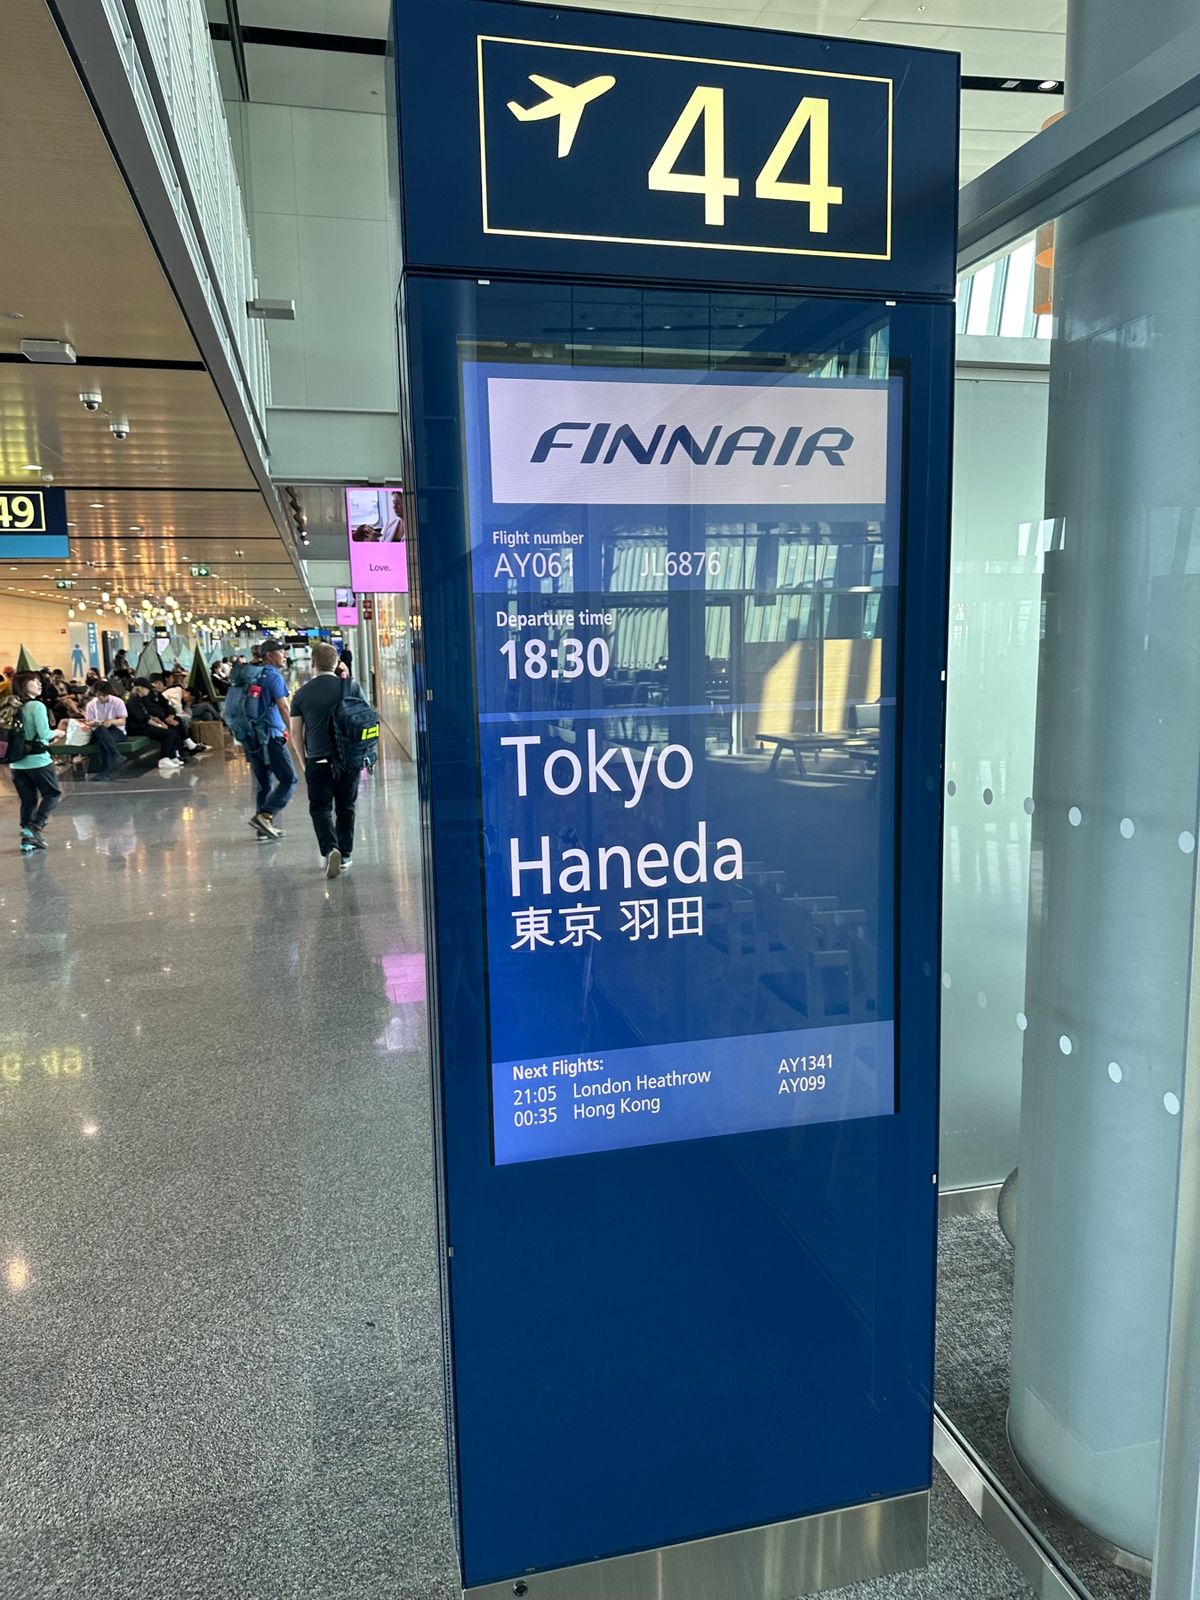 44
FINNAIR
Flight number
AY061 JL6876
Departure time
18:30
Tokyo
Haneda
東京 羽田
Next Flights:
21:05 London Heathrow AY1341
00:35 Hong Kong AY099
49
Love.